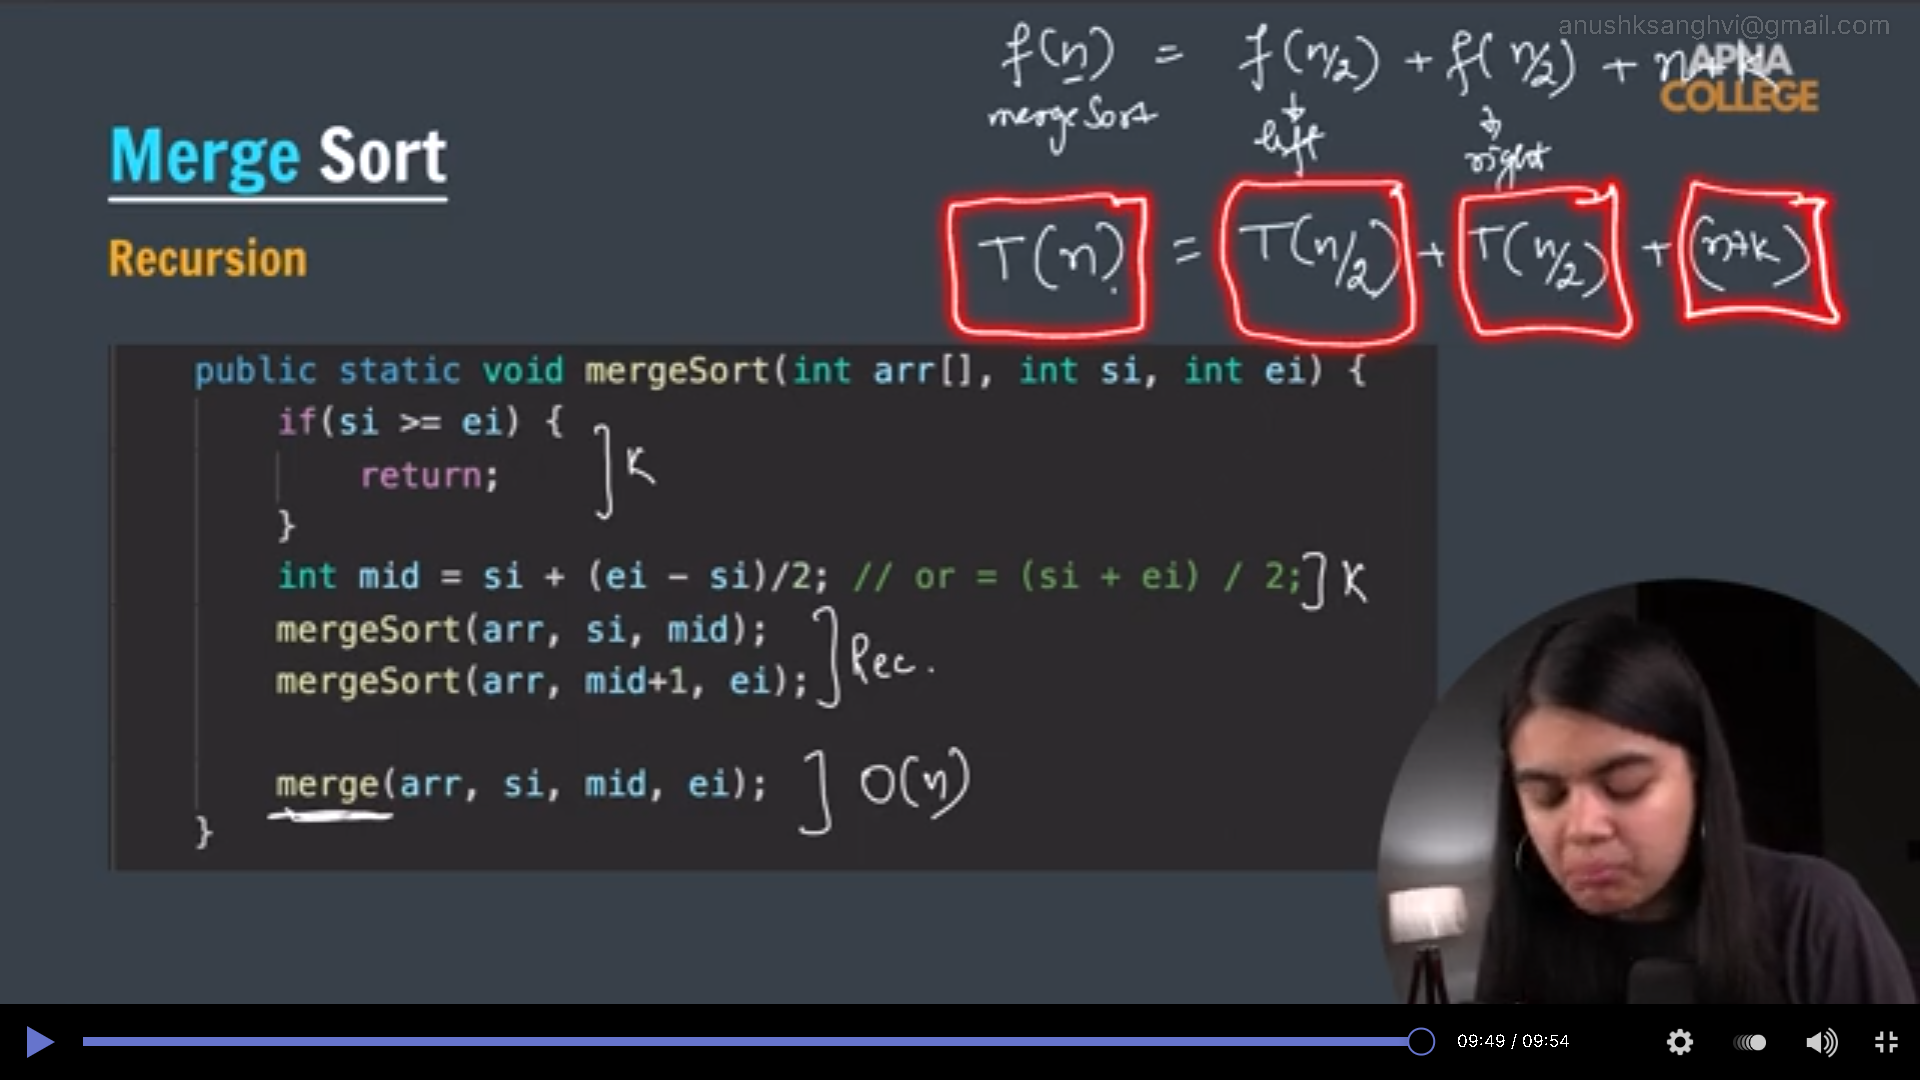 anushksanghvi@gmail.com
f(n) = f(n/2) + f(n/2) + n+k
APNA
COLLEGE
mergeSort left right
Merge Sort
T(n) = T(n/2) + T(n/2) + (n+k)
Recursion
public static void mergeSort(int arr[], int si, int ei) {
if(si >= ei) {
return; ] K
}
int mid = si + (ei - si)/2; // or = (si + ei) / 2; ] K
mergeSort(arr, si, mid);
mergeSort(arr, mid+1, ei); ] Rec.
merge(arr, si, mid, ei); ] O(n)
}
09:49 / 09:54